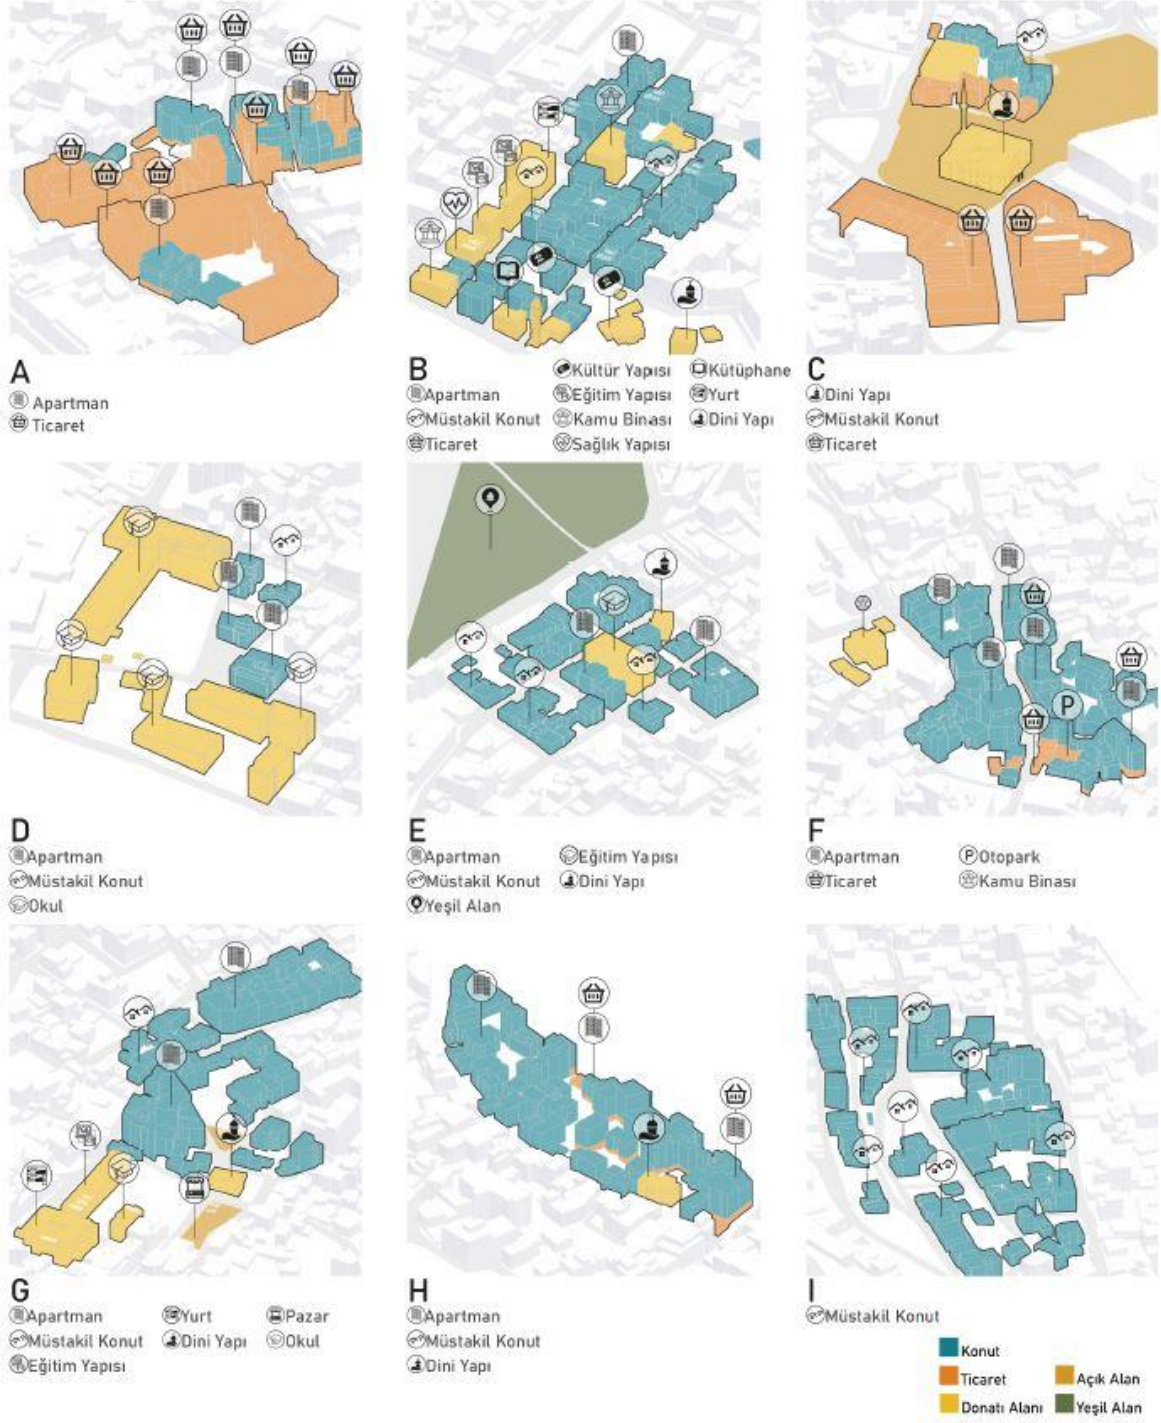 A
Apartman
Ticaret
B
Apartman
Müstakil Konut
Ticaret
Kültür Yapısı
Eğitim Yapısı
Kamu Binası
Sağlık Yapısı
Kütüphane
Yurt
Dini Yapı
C
Dini Yapı
Müstakil Konut
Ticaret
D
Apartman
Müstakil Konut
Okul
E
Apartman
Müstakil Konut
Yeşil Alan
Eğitim Yapısı
Dini Yapı
P
F
Apartman
Ticaret
P Otopark
Kamu Binası
G
Apartman
Müstakil Konut
Eğitim Yapısı
Yurt
Dini Yapı
Pazar
Okul
H
Apartman
Müstakil Konut
Dini Yapı
I
Müstakil Konut
Konut
Ticaret
Donatı Alanı
Açık Alan
Yeşil Alan